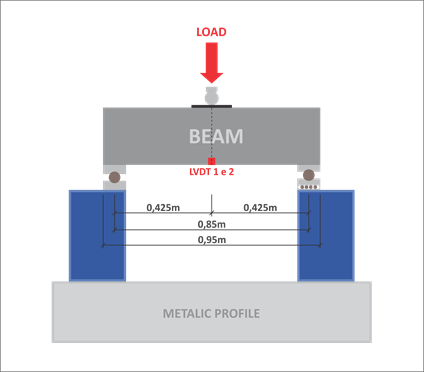 LOAD
BEAM
LVDT 1 e 2
0,425m 0,425m
0,85m
0,95m
METALIC PROFILE